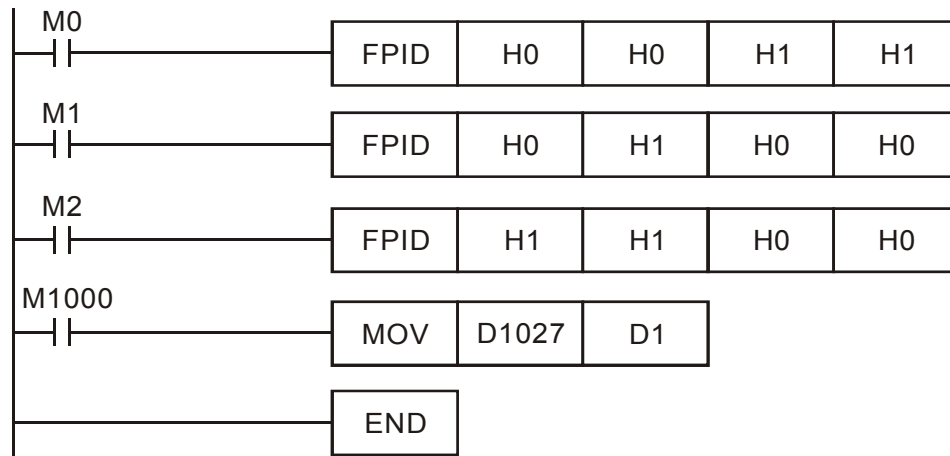 M0
FPID H0 H0 H1 H1
M1
FPID H0 H1 H0 H0
M2
FPID H1 H1 H0 H0
M1000
MOV D1027 D1
END